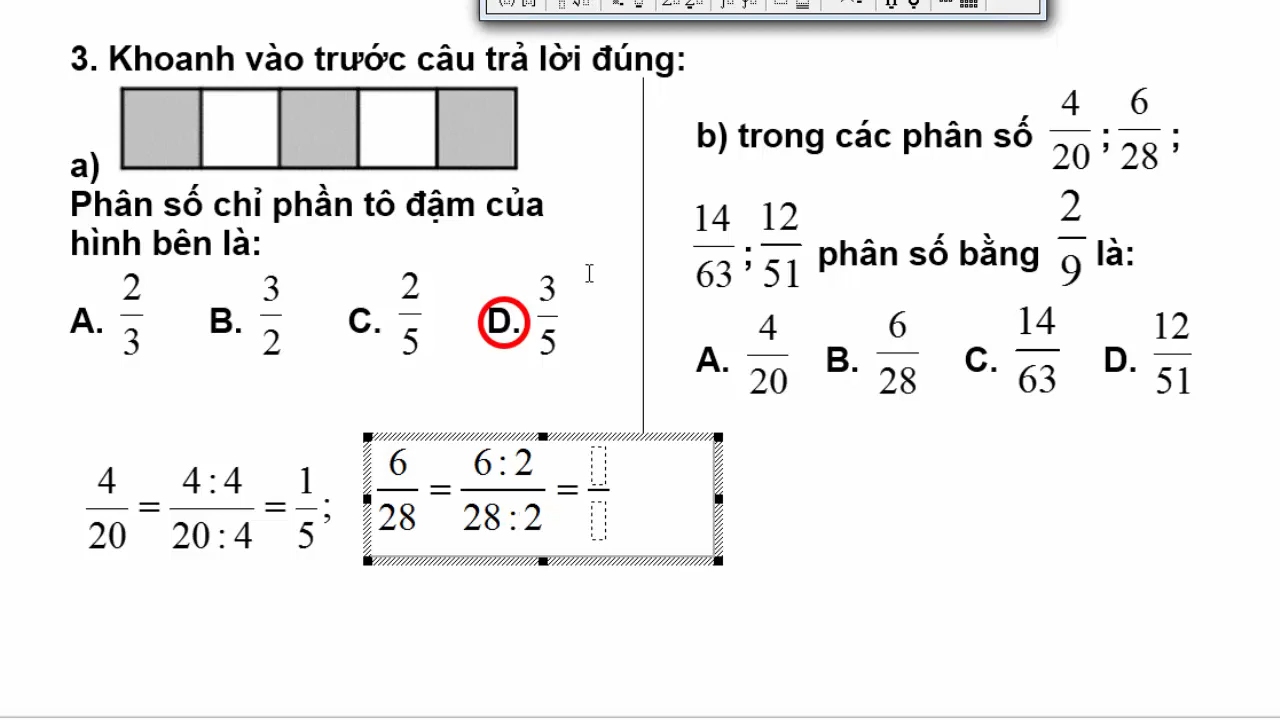 3. Khoanh vào trước câu trả lời đúng:
a)
Phân số chỉ phần tô đậm của
hình bên là:
A. 2/3 B. 3/2 C. 2/5 D. 3/5
b) trong các phân số 4/20 ; 6/28 ;
14/63 ; 12/51 phân số bằng 2/9 là:
A. 4/20 B. 6/28 C. 14/63 D. 12/51
4/20 = 4 : 4/20 : 4 = 1/5 ;
6/28 = 6 : 2/28 : 2 =